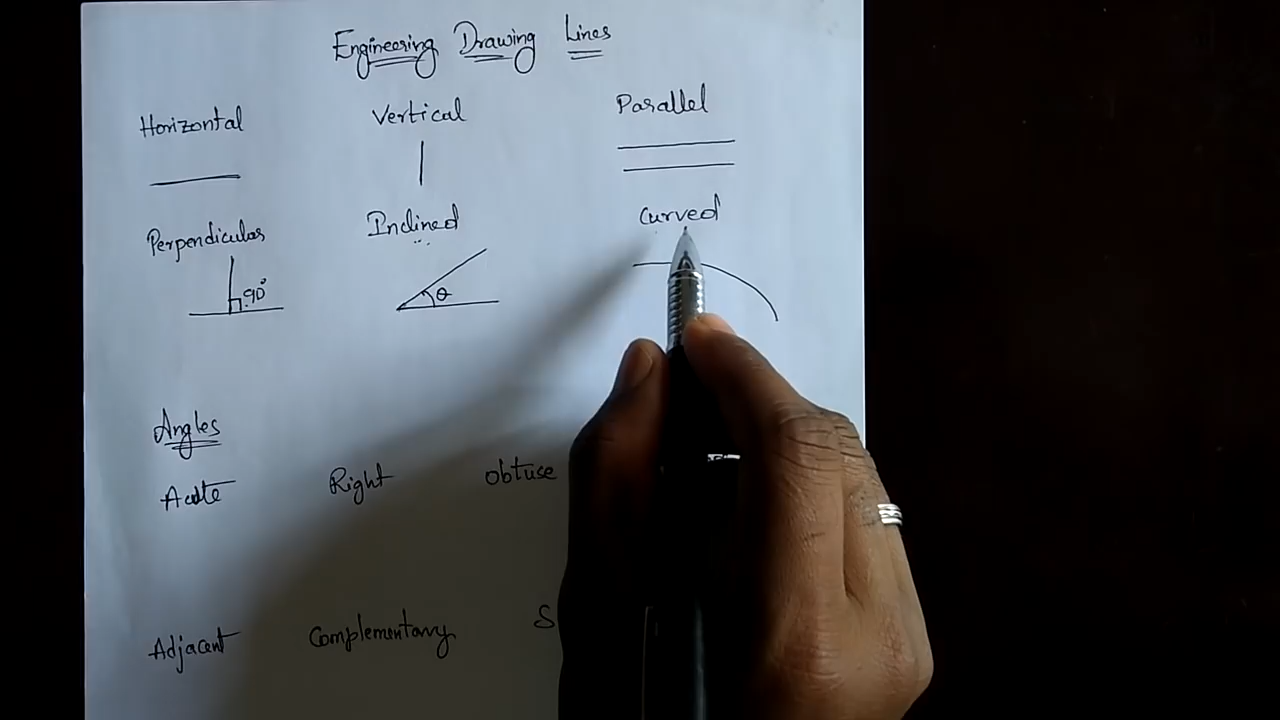 Engineering Drawing Lines
Horizontal Vertical Parallel
Perpendicular Inclined Curved
90° θ
Angles
Acute Right Obtuse
Adjacent Complementary S